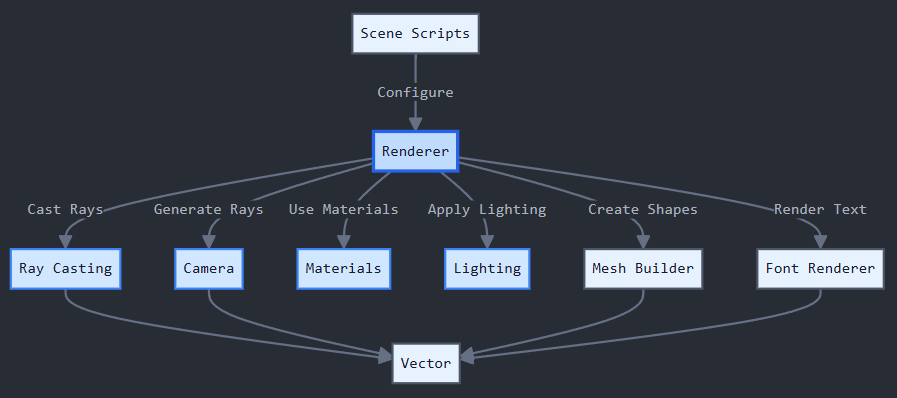 Scene Scripts
Configure
Renderer
Cast Rays
Generate Rays
Use Materials
Apply Lighting
Create Shapes
Render Text
Ray Casting
Camera
Materials
Lighting
Mesh Builder
Font Renderer
Vector